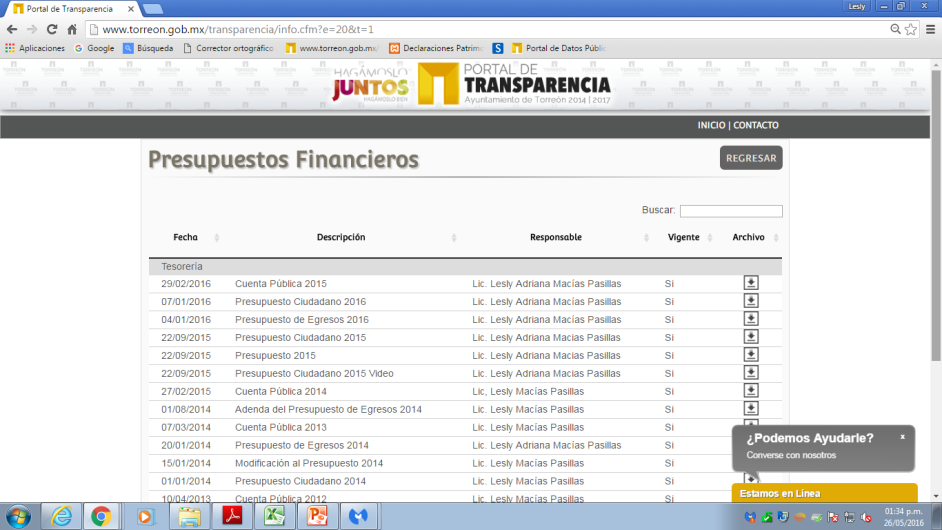 Portal de Transparencia
Lesly
www.torreon.gob.mx/transparencia/info.cfm?e=20&t=1
Aplicaciones Google Búsqueda Corrector ortográfico www.torreon.gob.mx/ Declaraciones Patrimo S Portal de Datos Públic
HAGÁMOSLO
JUNTOS
HAGÁMOSLO BIEN
PORTAL DE
TRANSPARENCIA
Ayuntamiento de Torreón 2014 | 2017
INICIO | CONTACTO
Presupuestos Financieros
REGRESAR
Buscar:
Fecha Descripción Responsable Vigente Archivo
Tesorería
29/02/2016 Cuenta Pública 2015 Lic. Lesly Adriana Macías Pasillas Si
07/01/2016 Presupuesto Ciudadano 2016 Lic. Lesly Adriana Macías Pasillas Si
04/01/2016 Presupuesto de Egresos 2016 Lic. Lesly Adriana Macías Pasillas Si
22/09/2015 Presupuesto Ciudadano 2015 Lic. Lesly Adriana Macias Pasillas Si
22/09/2015 Presupuesto 2015 Lic. Lesly Adriana Macias Pasillas Si
22/09/2015 Presupuesto Ciudadano 2015 Video Lic. Lesly Adriana Macias Pasillas Si
27/02/2015 Cuenta Pública 2014 Lic, Lesly Macías Pasillas Si
01/08/2014 Adenda del Presupuesto de Egresos 2014 Lic. Lesly Macías Pasillas Si
07/03/2014 Cuenta Pública 2013 Lic. Lesly Macías Pasillas Si
20/01/2014 Presupuesto de Egresos 2014 Lic. Lesly Adriana Macías Pasillas Si
15/01/2014 Modificación al Presupuesto 2014 Lic. Lesly Macías Pasillas Si
01/01/2014 Presupuesto Ciudadano 2014 Lic. Lesly Macías Pasillas Si
10/04/2013 Cuenta Pública 2012 Lic. Lesly Macías Pasillas Si
¿Podemos Ayudarle? x
Converse con nosotros
Estamos en Línea
01:34 p.m.
26/05/2016